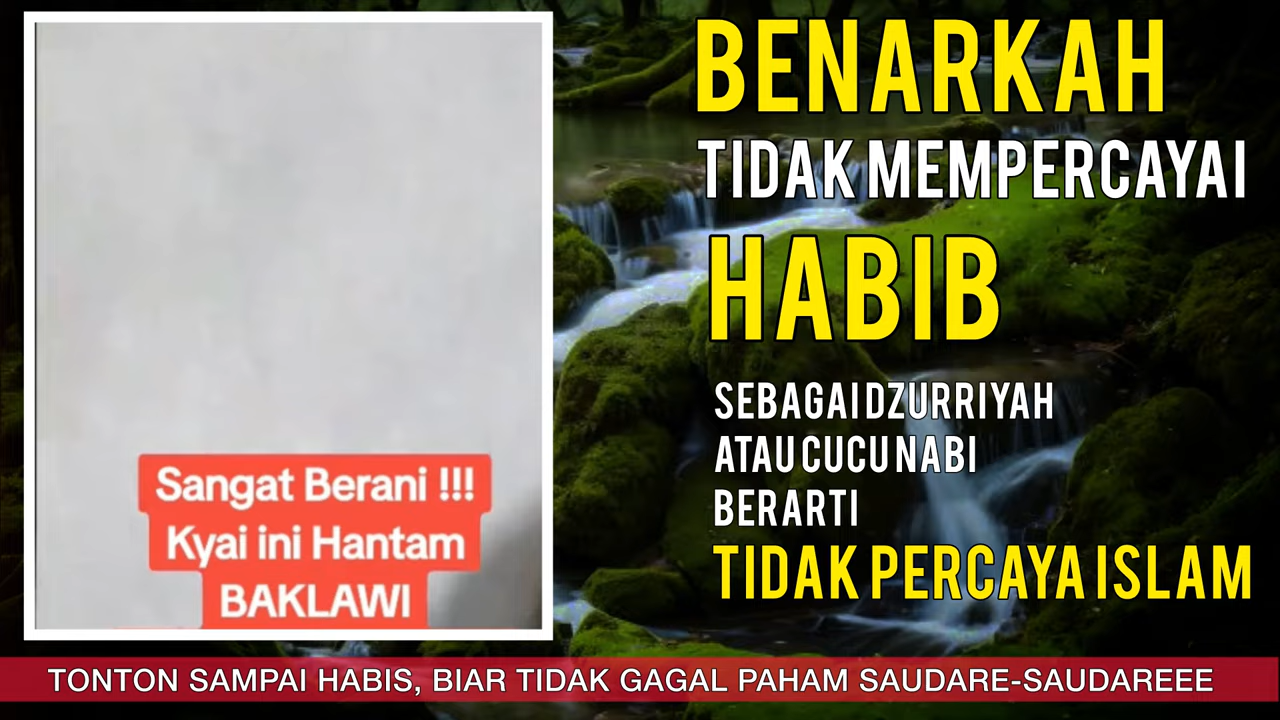 BENARKAH
TIDAK MEMPERCAYAI
HABIB
SEBAGAI DZURRIYAH
ATAU CUCU NABI
BERARTI
TIDAK PERCAYA ISLAM
Sangat Berani !!!
Kyai ini Hantam
BAKLAWI
TONTON SAMPAI HABIS, BIAR TIDAK GAGAL PAHAM SAUDARE-SAUDAREEE